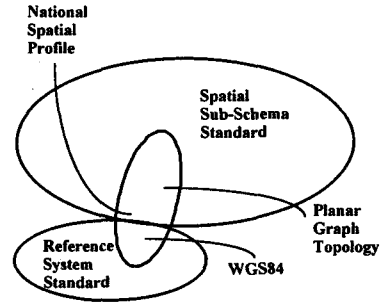 National
Spatial
Profile
Spatial
Sub-Schema
Standard
Planar
Graph
Topology
Reference
System
Standard
WGS84